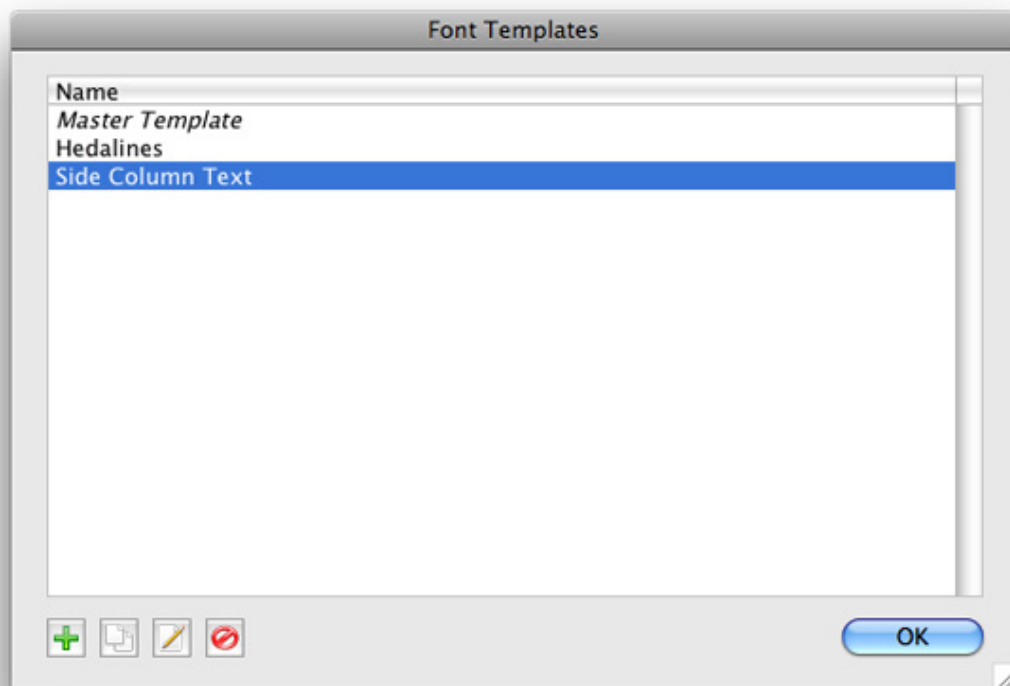 Font Templates
Name
Master Template
Hedalines
Side Column Text
OK